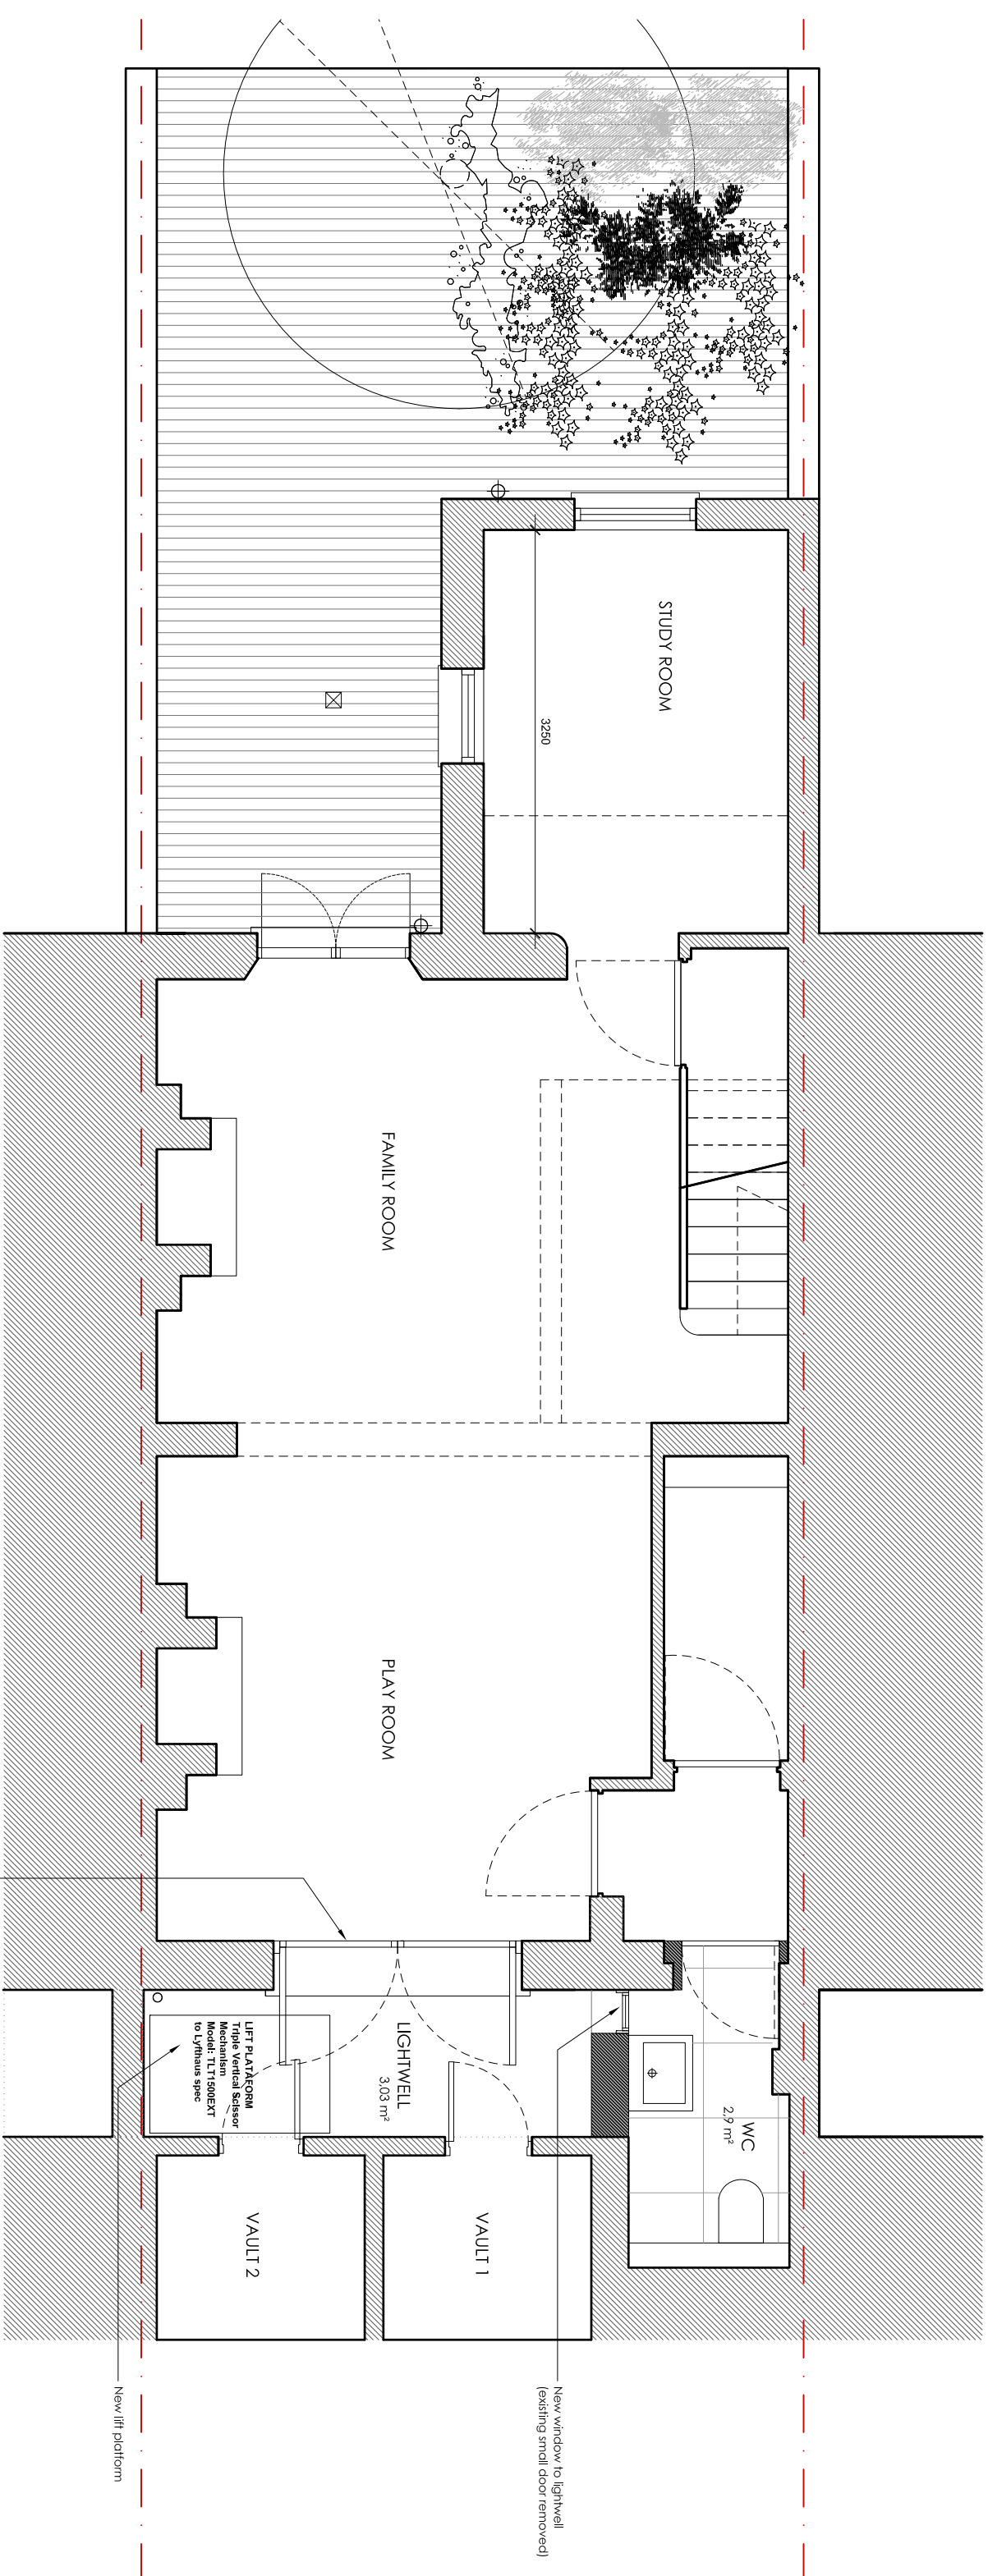 STUDY ROOM
3250
FAMILY ROOM
PLAY ROOM
LIGHTWELL
3,03 m²
LIFT PLATAFORM
Triple Vertical Scissor
Mechanism
Model: TLT1500EXT
to Lyfthaus spec
WC
2,9 m²
VAULT 1
VAULT 2
New window to lightwell
(existing small door removed)
New lift platform